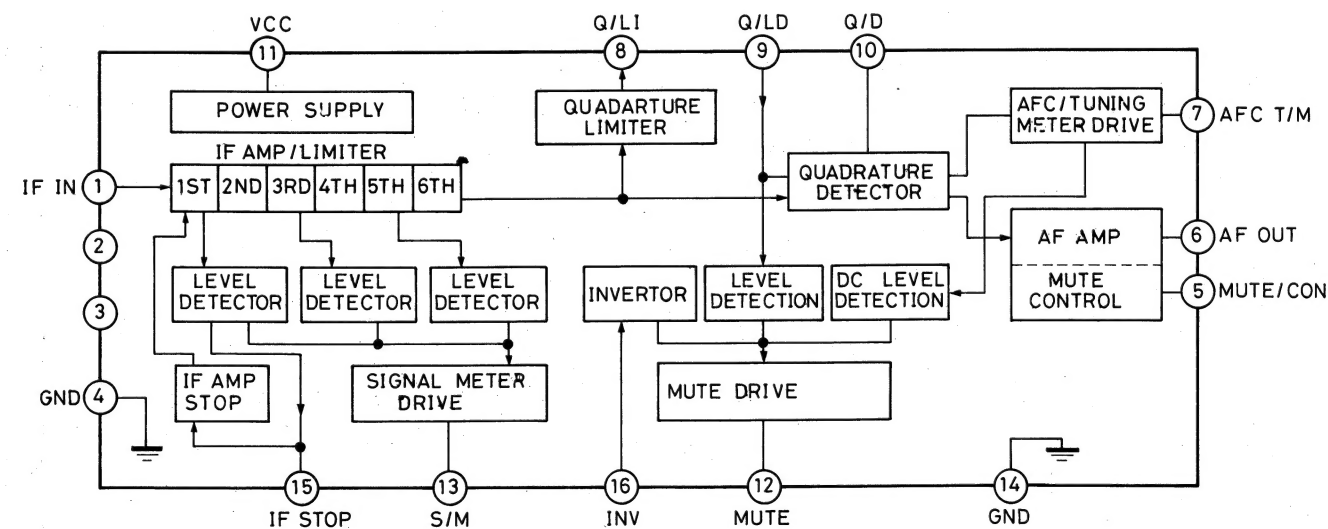 VCC
Q/LI
Q/LD
Q/D
11
8
9
10
POWER SUPPLY
QUADARTURE
LIMITER
AFC/TUNING
METER DRIVE
7
AFC T/M
IF AMP/LIMITER
IF IN
1
1ST
2ND
3RD
4TH
5TH
6TH
QUADRATURE
DETECTOR
2
AF AMP
6
AF OUT
LEVEL
DETECTOR
LEVEL
DETECTOR
LEVEL
DETECTOR
INVERTOR
LEVEL
DETECTION
DC LEVEL
DETECTION
MUTE
CONTROL
5
MUTE/CON
3
GND
4
IF AMP
STOP
SIGNAL METER
DRIVE
MUTE DRIVE
15
13
16
12
14
IF STOP
S/M
INV
MUTE
GND